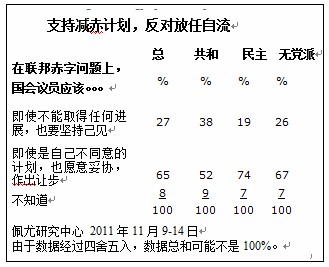 支持减赤计划，反对放任自流
总 共和 民主 无党派
在联邦赤字问题上，
国会议员应该。。。 % % % %
即使不能取得任何进
展，也要坚持己见 27 38 19 26
即使是自己不同意的
计划，也愿意妥协，
作出让步 65 52 74 67
不知道 8 9 7 7
100 100 100 100
佩尤研究中心 2011 年 11 月 9-14 日
由于数据经过四舍五入，数据总和可能不是 100%。